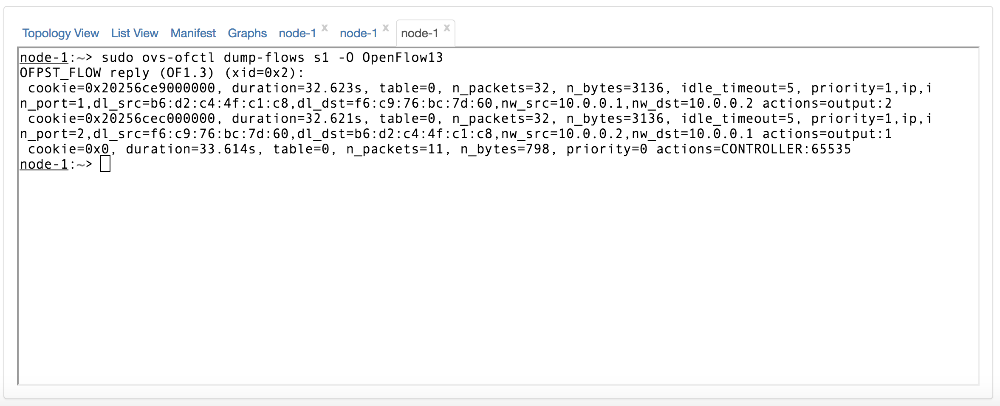 Topology View List View Manifest Graphs node-1 x node-1 x node-1 x
node-1:~> sudo ovs-ofctl dump-flows s1 -O OpenFlow13
OFPST_FLOW reply (OF1.3) (xid=0x2):
 cookie=0x20256ce9000000, duration=32.623s, table=0, n_packets=32, n_bytes=3136, idle_timeout=5, priority=1,ip,i
n_port=1,dl_src=b6:d2:c4:4f:c1:c8,dl_dst=f6:c9:76:bc:7d:60,nw_src=10.0.0.1,nw_dst=10.0.0.2 actions=output:2
 cookie=0x20256cec000000, duration=32.621s, table=0, n_packets=32, n_bytes=3136, idle_timeout=5, priority=1,ip,i
n_port=2,dl_src=f6:c9:76:bc:7d:60,dl_dst=b6:d2:c4:4f:c1:c8,nw_src=10.0.0.2,nw_dst=10.0.0.1 actions=output:1
 cookie=0x0, duration=33.614s, table=0, n_packets=11, n_bytes=798, priority=0 actions=CONTROLLER:65535
node-1:~>